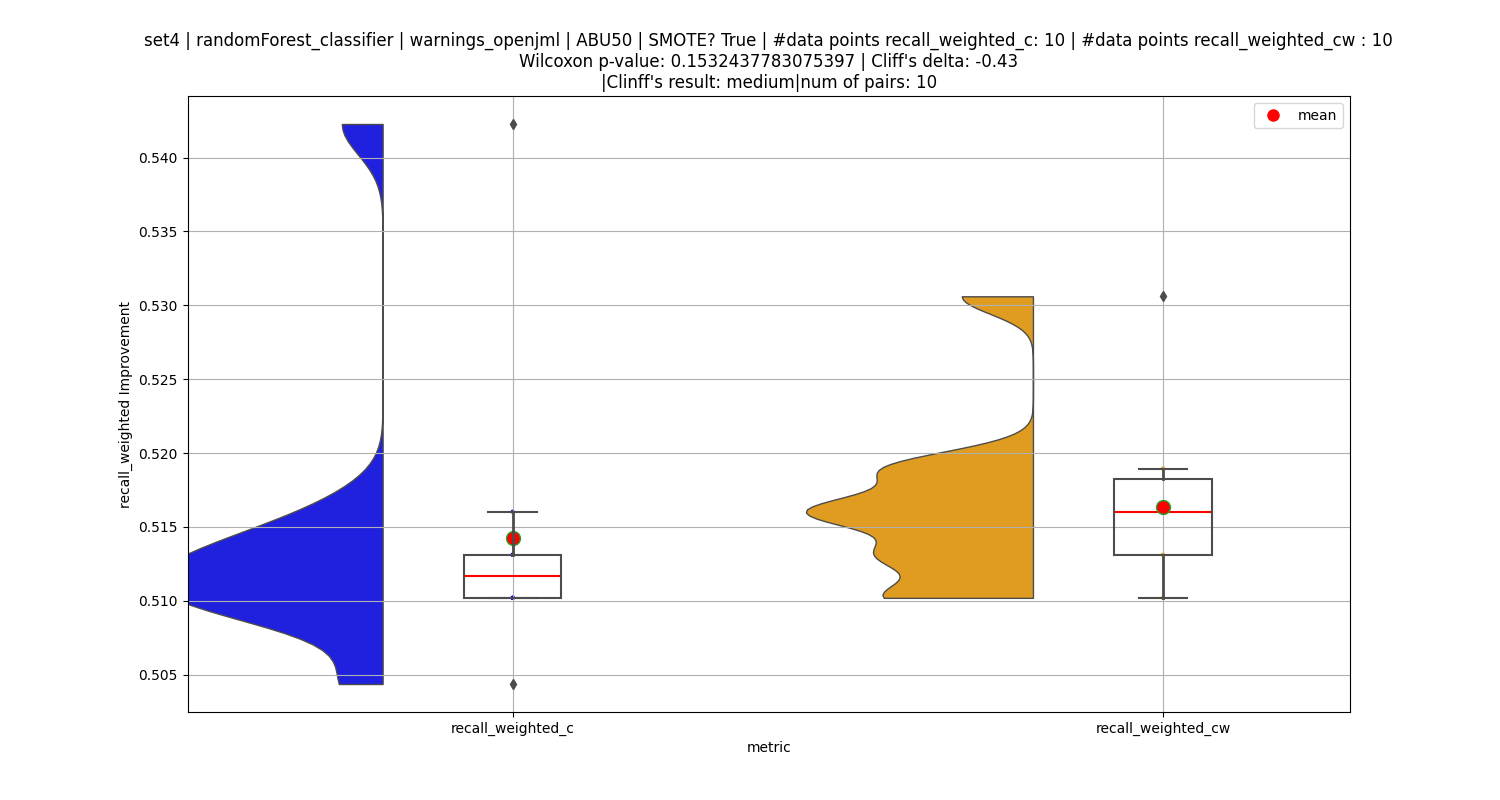 set4 | randomForest_classifier | warnings_openjml | ABU50 | SMOTE? True | #data points recall_weighted_c: 10 | #data points recall_weighted_cw : 10
Wilcoxon p-value: 0.1532437783075397 | Cliff's delta: -0.43
|Clinff's result: medium|num of pairs: 10
mean
0.540
0.535
0.530
0.525
0.520
0.515
0.510
0.505
recall_weighted Improvement
recall_weighted_c
recall_weighted_cw
metric